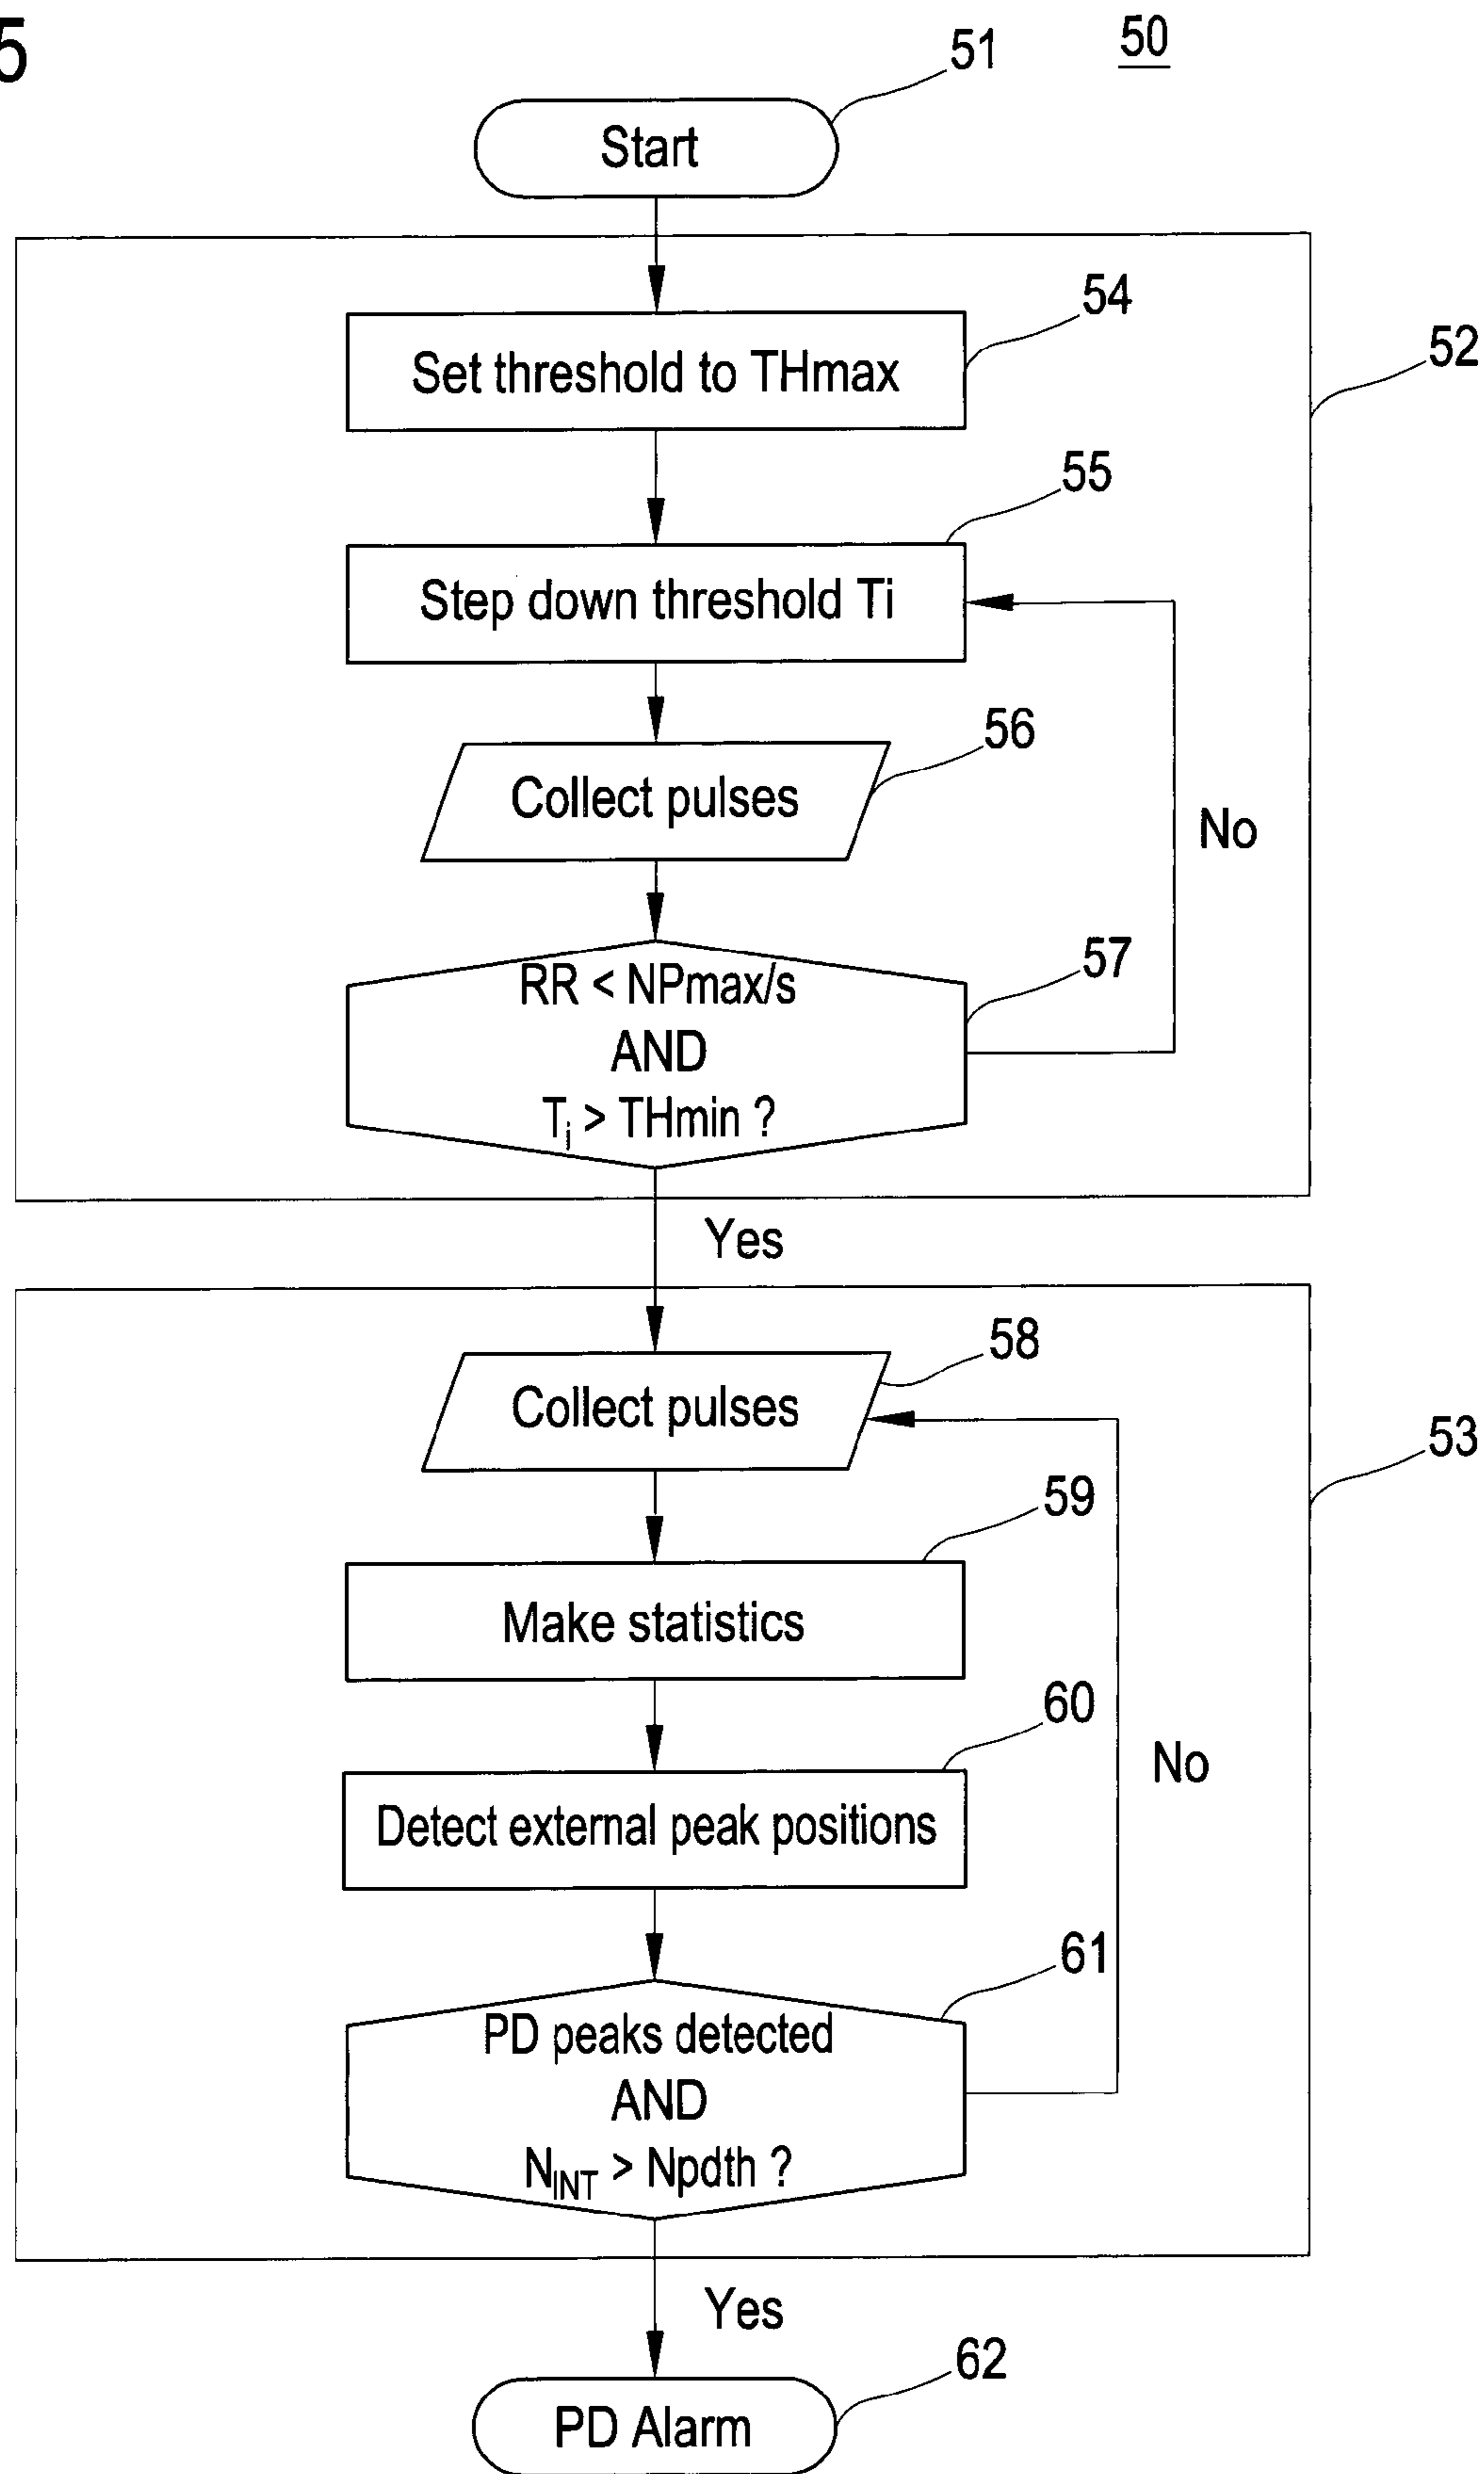 5
51
50
Start
54
Set threshold to THmax
52
55
Step down threshold Ti
56
Collect pulses
No
57
RR < NPmax/s
AND
Ti > THmin ?
Yes
58
Collect pulses
53
59
Make statistics
60
No
Detect external peak positions
61
PD peaks detected
AND
NINT > Npdth ?
Yes
62
PD Alarm